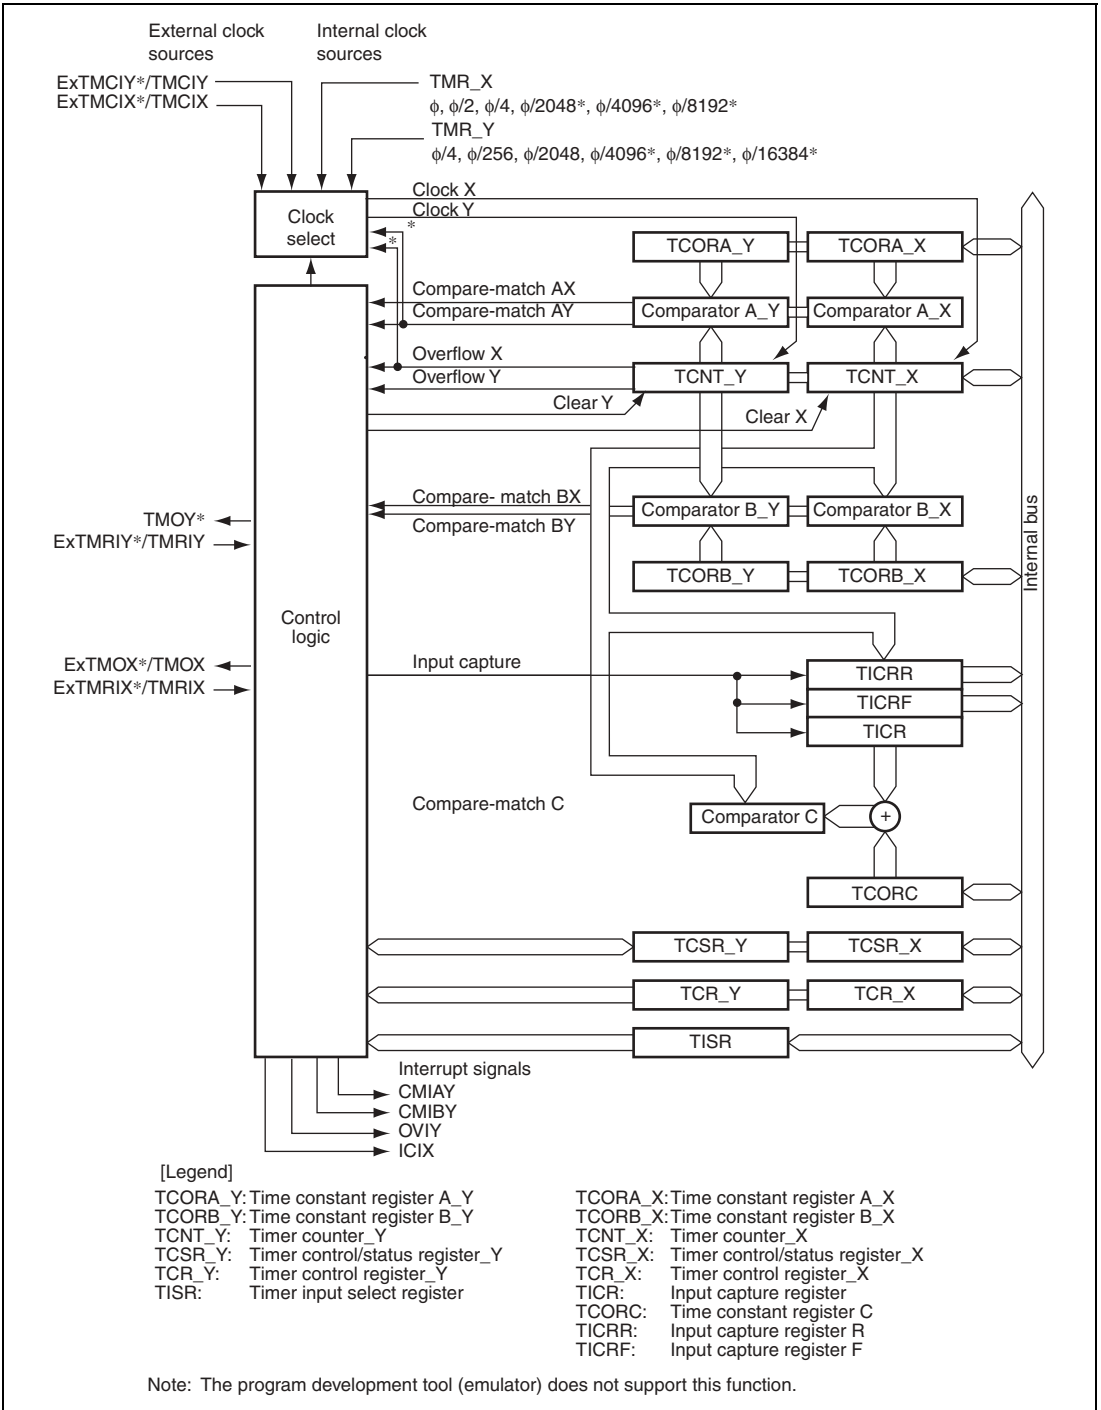 External clock sources
Internal clock sources
ExTMCIY*/TMCIY
ExTMCIX*/TMCIX
TMR_X
ϕ, ϕ/2, ϕ/4, ϕ/2048*, ϕ/4096*, ϕ/8192*
TMR_Y
ϕ/4, ϕ/256, ϕ/2048, ϕ/4096*, ϕ/8192*, ϕ/16384*
Clock X
Clock Y
Clock select
*
*
TCORA_Y
TCORA_X
Compare-match AX
Compare-match AY
Comparator A_Y
Comparator A_X
Overflow X
Overflow Y
TCNT_Y
TCNT_X
Clear Y
Clear X
Compare- match BX
Compare-match BY
Comparator B_Y
Comparator B_X
TMOY*
ExTMRIY*/TMRIY
TCORB_Y
TCORB_X
Internal bus
Control logic
ExTMOX*/TMOX
ExTMRIX*/TMRIX
Input capture
TICRR
TICRF
TICR
Compare-match C
Comparator C
+
TCORC
TCSR_Y
TCSR_X
TCR_Y
TCR_X
TISR
Interrupt signals
CMIAY
CMIBY
OVIY
ICIX
[Legend]
TCORA_Y: Time constant register A_Y
TCORB_Y: Time constant register B_Y
TCNT_Y: Timer counter_Y
TCSR_Y: Timer control/status register_Y
TCR_Y: Timer control register_Y
TISR: Timer input select register
TCORA_X: Time constant register A_X
TCORB_X: Time constant register B_X
TCNT_X: Timer counter_X
TCSR_X: Timer control/status register_X
TCR_X: Timer control register_X
TICR: Input capture register
TCORC: Time constant register C
TICRR: Input capture register R
TICRF: Input capture register F
Note: The program development tool (emulator) does not support this function.